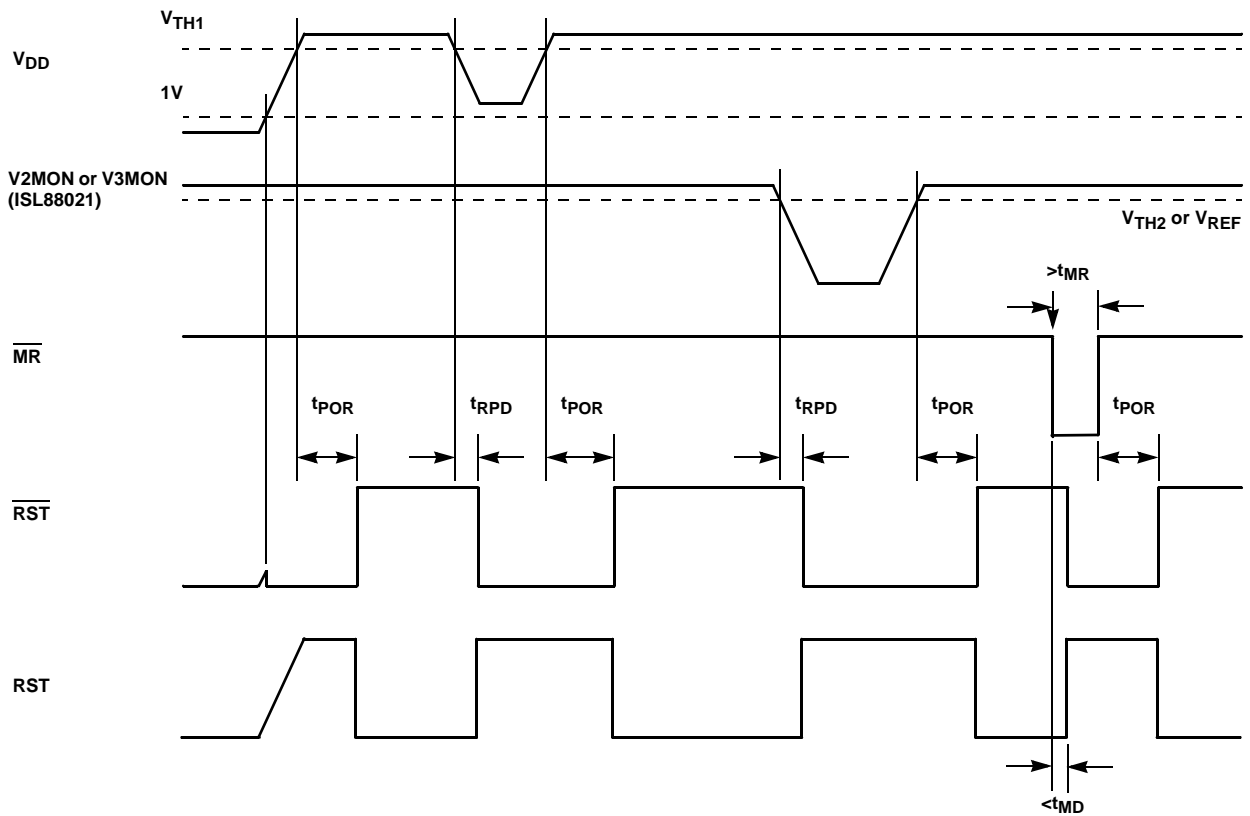 VTH1
VDD
1V
V2MON or V3MON
(ISL88021)
VTH2 or VREF
>tMR
MR
tPOR tRPD tPOR tRPD tPOR tPOR
RST
RST
<tMD